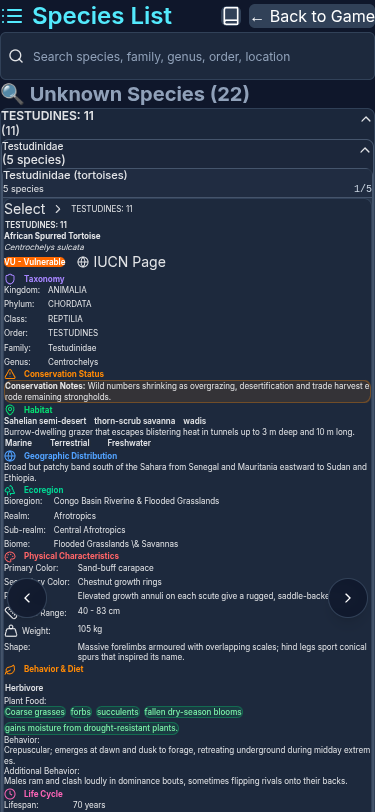 Species List
← Back to Game
Search species, family, genus, order, location
Unknown Species (22)
TESTUDINES: 11
(11)
Testudinidae
(5 species)
Testudinidae (tortoises)
5 species 1/5
Select > TESTUDINES: 11
TESTUDINES: 11
African Spurred Tortoise
Centrochelys sulcata
VU - Vulnerable IUCN Page
Taxonomy
Kingdom: ANIMALIA
Phylum: CHORDATA
Class: REPTILIA
Order: TESTUDINES
Family: Testudinidae
Genus: Centrochelys
Conservation Status
Conservation Notes: Wild numbers shrinking as overgrazing, desertification and trade harvest e
rode remaining strongholds.
Habitat
Sahelian semi-desert thorn-scrub savanna wadis
Burrow-dwelling grazer that escapes blistering heat in tunnels up to 3 m deep and 10 m long.
Marine Terrestrial Freshwater
Geographic Distribution
Broad but patchy band south of the Sahara from Senegal and Mauritania eastward to Sudan and
Ethiopia.
Ecoregion
Bioregion: Congo Basin Riverine & Flooded Grasslands
Realm: Afrotropics
Sub-realm: Central Afrotropics
Biome: Flooded Grasslands \& Savannas
Physical Characteristics
Primary Color: Sand-buff carapace
Color: Chestnut growth rings
Elevated growth annuli on each scute give a rugged, saddle-backe
Range: 40 - 83 cm
Weight: 105 kg
Shape: Massive forelimbs armoured with overlapping scales; hind legs sport conical
spurs that inspired its name.
Behavior & Diet
Herbivore
Plant Food:
Coarse grasses forbs succulents fallen dry-season blooms
gains moisture from drought-resistant plants.
Behavior:
Crepuscular; emerges at dawn and dusk to forage, retreating underground during midday extrem
es.
Additional Behavior:
Males ram and clash loudly in dominance bouts, sometimes flipping rivals onto their backs.
Life Cycle
Lifespan: 70 years